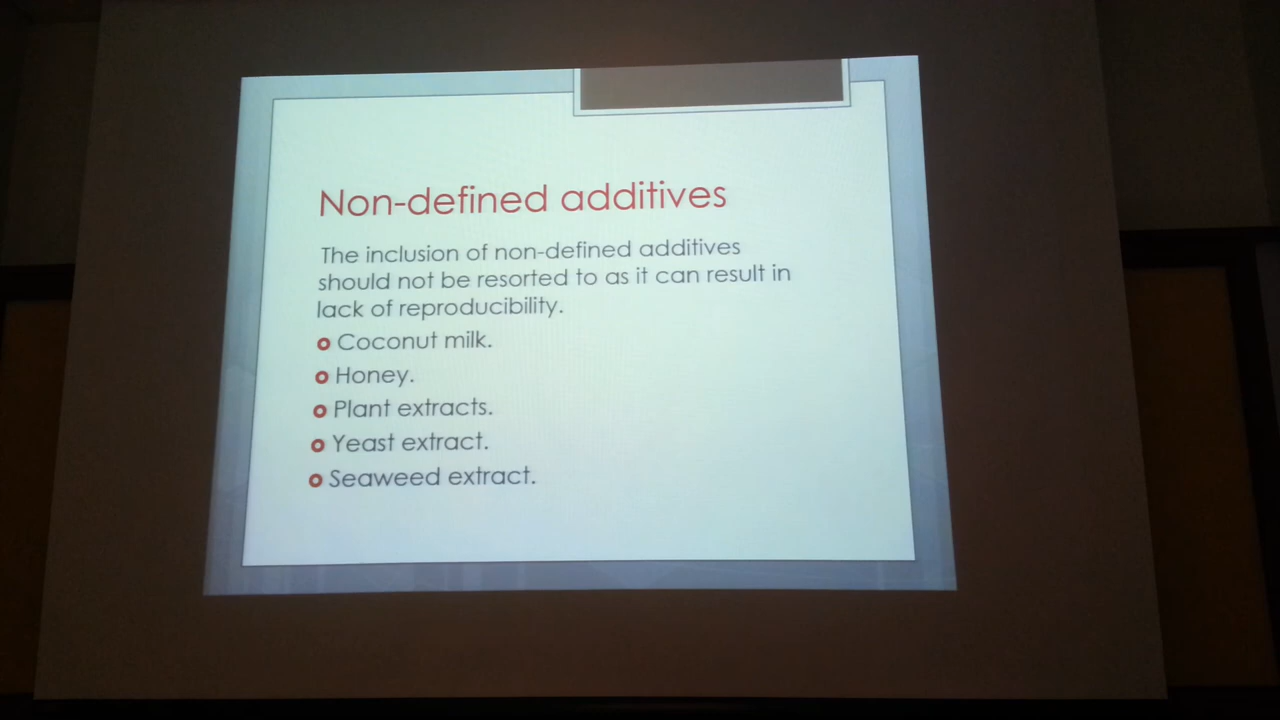 Non-defined additives
The inclusion of non-defined additives
should not be resorted to as it can result in
lack of reproducibility.
Coconut milk.
Honey.
Plant extracts.
Yeast extract.
Seaweed extract.